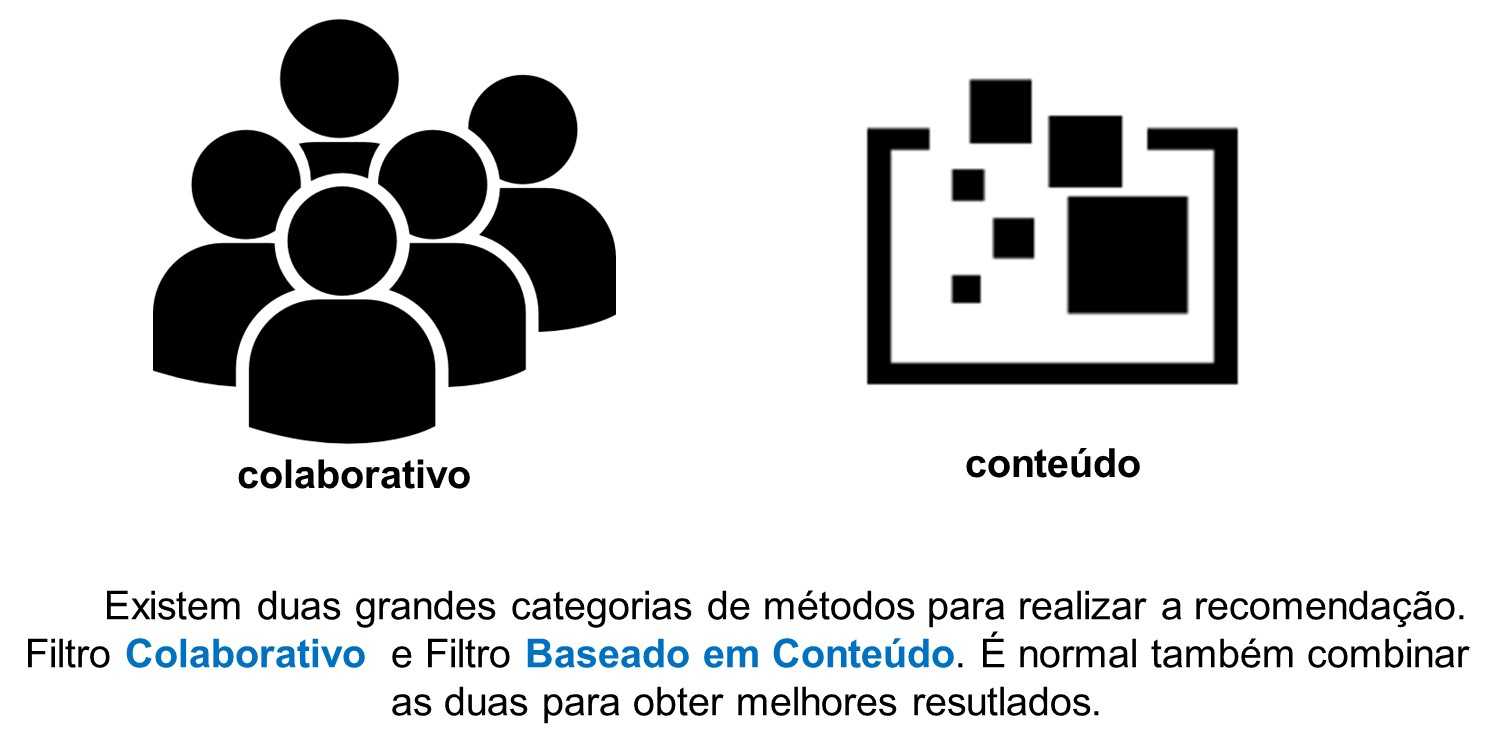 colaborativo
conteúdo
Existem duas grandes categorias de métodos para realizar a recomendação.
Filtro Colaborativo e Filtro Baseado em Conteúdo. É normal também combinar
as duas para obter melhores resutlados.